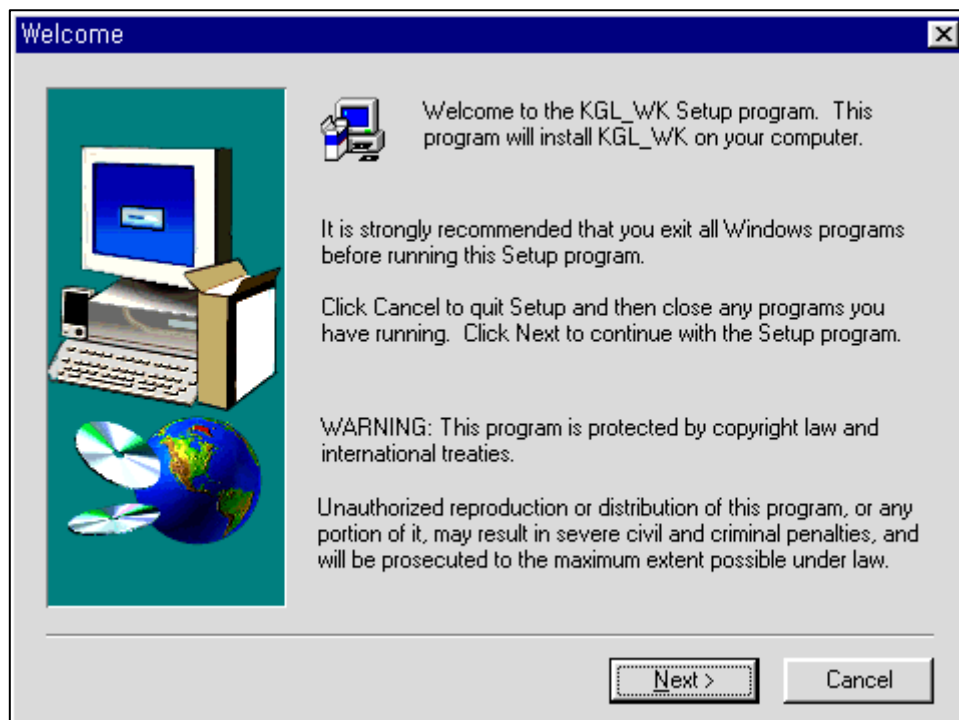 Welcome
Welcome to the KGL_WK Setup program.  This
program will install KGL_WK on your computer.
It is strongly recommended that you exit all Windows programs
before running this Setup program.
Click Cancel to quit Setup and then close any programs you
have running.  Click Next to continue with the Setup program.
WARNING: This program is protected by copyright law and
international treaties.
Unauthorized reproduction or distribution of this program, or any
portion of it, may result in severe civil and criminal penalties, and
will be prosecuted to the maximum extent possible under law.
Next >
Cancel